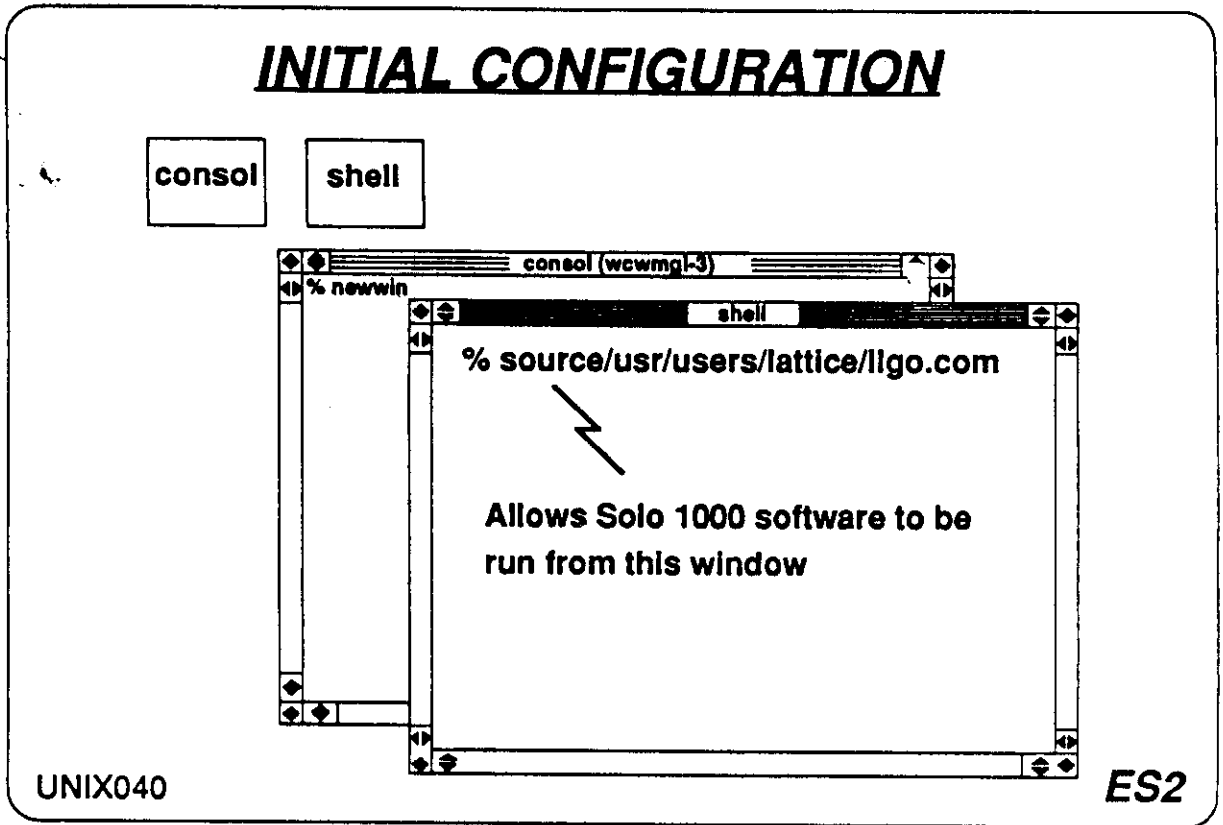 INITIAL CONFIGURATION
consol
shell
consol (wcwmgl-3)
% newwin
shell
% source/usr/users/lattice/llgo.com
Allows Solo 1000 software to be
run from this window
UNIX040
ES2